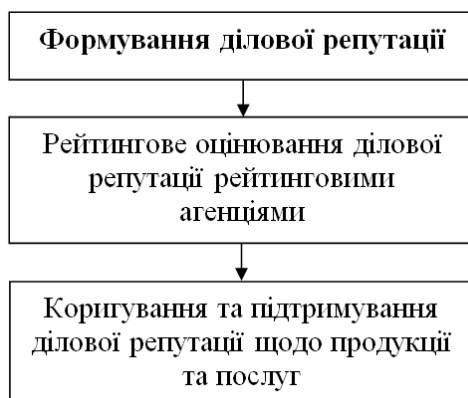 Формування ділової репутації
Рейтингове оцінювання ділової
репутації рейтинговими
агенціями
Коригування та підтримування
ділової репутації щодо продукції
та послуг